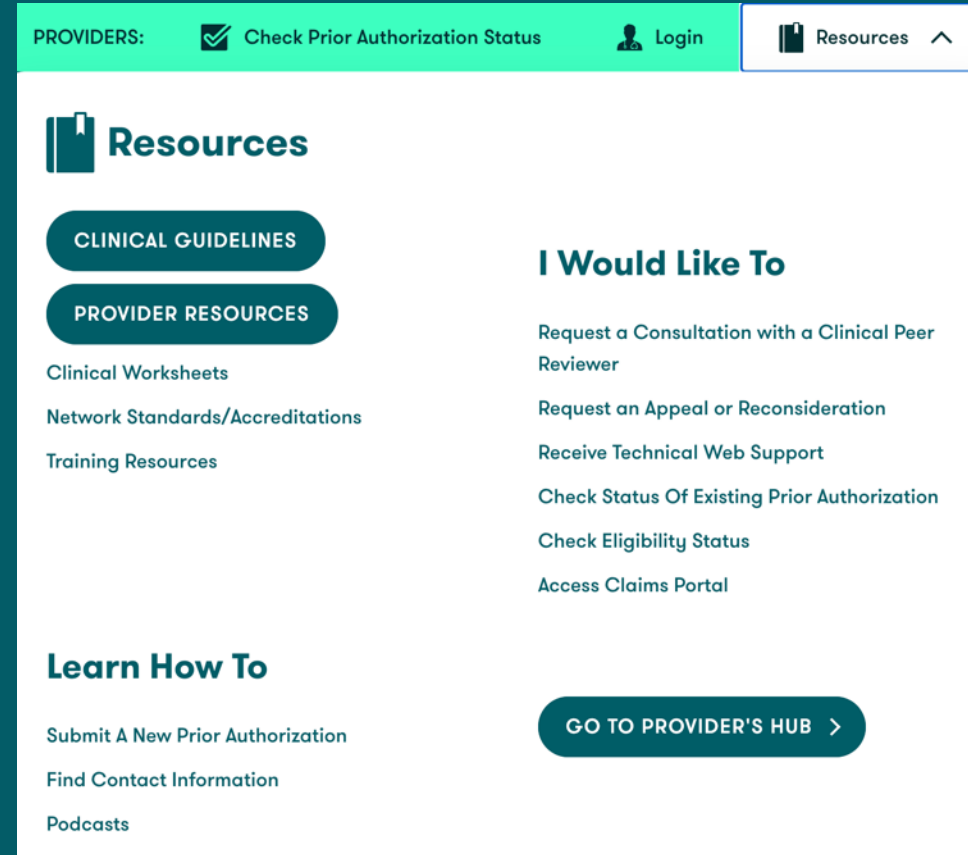 PROVIDERS: Check Prior Authorization Status Login Resources
Resources
CLINICAL GUIDELINES
PROVIDER RESOURCES
Clinical Worksheets
Network Standards/Accreditations
Training Resources
I Would Like To
Request a Consultation with a Clinical Peer
Reviewer
Request an Appeal or Reconsideration
Receive Technical Web Support
Check Status Of Existing Prior Authorization
Check Eligibility Status
Access Claims Portal
Learn How To
Submit A New Prior Authorization
Find Contact Information
Podcasts
GO TO PROVIDER'S HUB